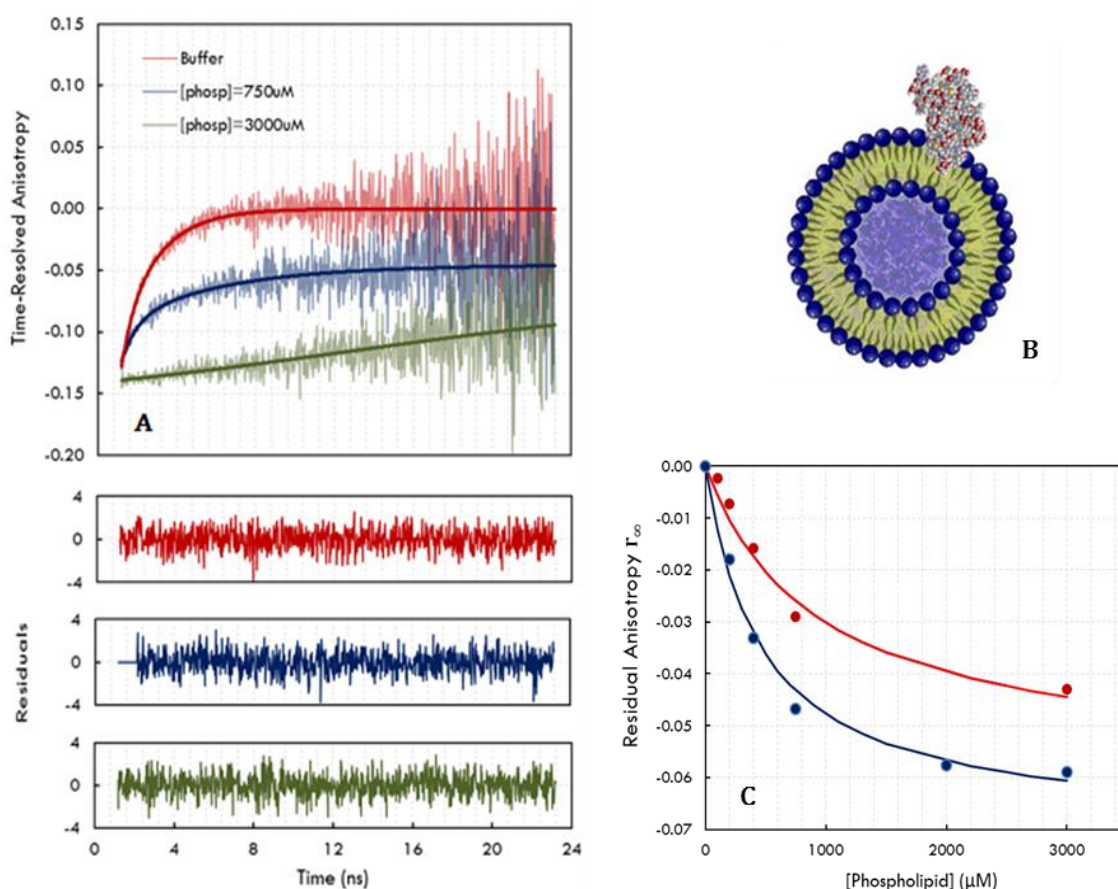 0.15
0.10
0.05
0.00
-0.05
-0.10
-0.15
-0.20
Time-Resolved Anisotropy
Buffer
[phosp]=750uM
[phosp]=3000uM
A
4
0
-4
4
0
-4
4
0
-4
Residuals
0 4 8 12 16 20 24
Time (ns)
B
0.00
-0.01
-0.02
-0.03
-0.04
-0.05
-0.06
-0.07
Residual Anisotropy r∞
C
0 1000 2000 3000
[Phospholipid] (μM)